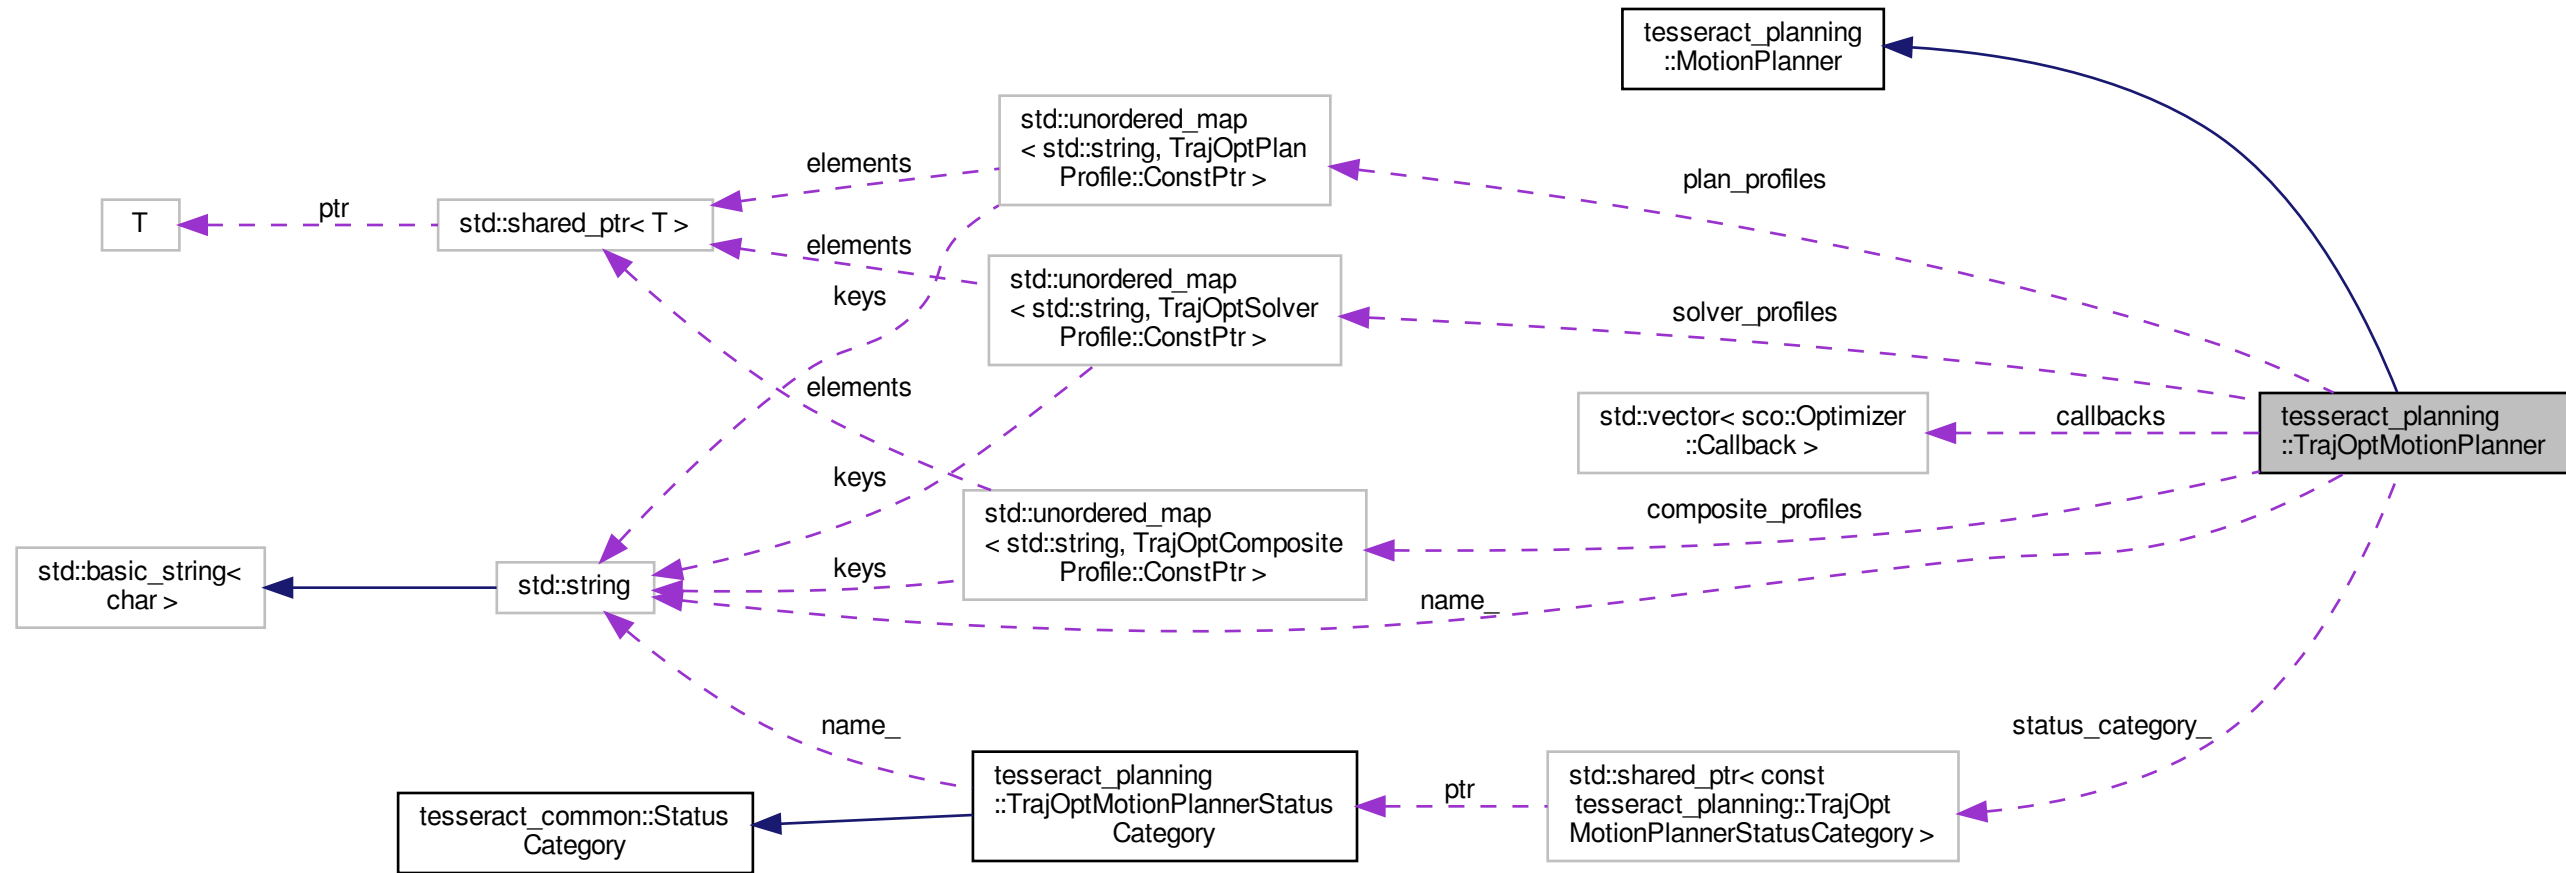 tesseract_planning
::MotionPlanner
std::unordered_map
< std::string, TrajOptPlan
Profile::ConstPtr >
elements
plan_profiles
T
ptr
std::shared_ptr< T >
elements
keys
std::unordered_map
< std::string, TrajOptSolver
Profile::ConstPtr >
solver_profiles
elements
std::vector< sco::Optimizer
::Callback >
callbacks
tesseract_planning
::TrajOptMotionPlanner
keys
composite_profiles
std::unordered_map
< std::string, TrajOptComposite
Profile::ConstPtr >
std::basic_string<
char >
std::string
keys
name_
name_
status_category_
tesseract_common::Status
Category
tesseract_planning
::TrajOptMotionPlannerStatus
Category
ptr
std::shared_ptr< const
tesseract_planning::TrajOpt
MotionPlannerStatusCategory >